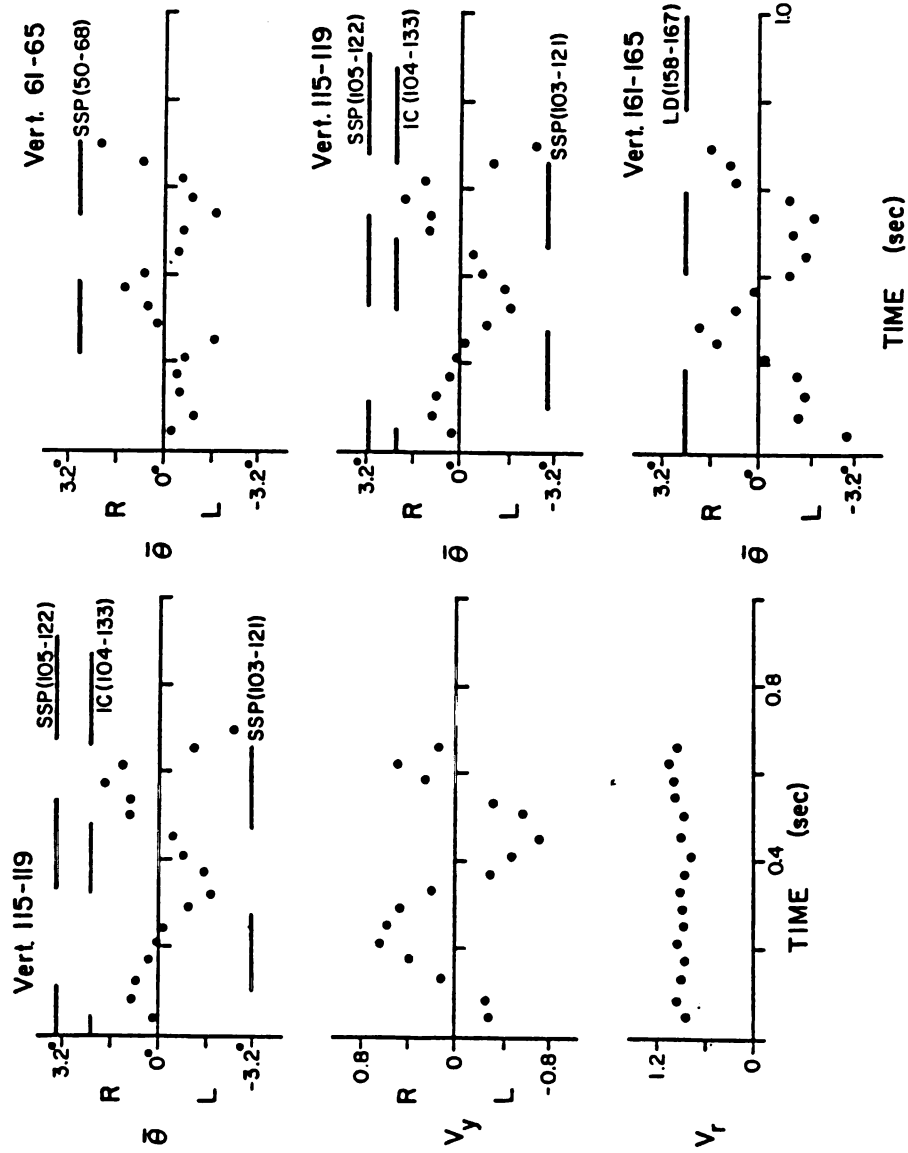 Vert. 115-119
SSP(105-122)
IC(104-133)
SSP(103-121)
3.2°
R
0°
L
-3.2°
θ̅
0.8
R
0
L
-0.8
Vy
1.2
0
Vr
0.4
0.8
TIME (sec)
Vert. 61-65
SSP(50-68)
3.2°
R
0°
L
-3.2°
θ̅
Vert. 115-119
SSP(105-122)
IC (104-133)
SSP(103-121)
3.2°
R
0°
L
-3.2°
θ̅
Vert. 161-165
LD(158-167)
3.2°
R
0°
L
-3.2°
θ̅
1.0
TIME (sec)